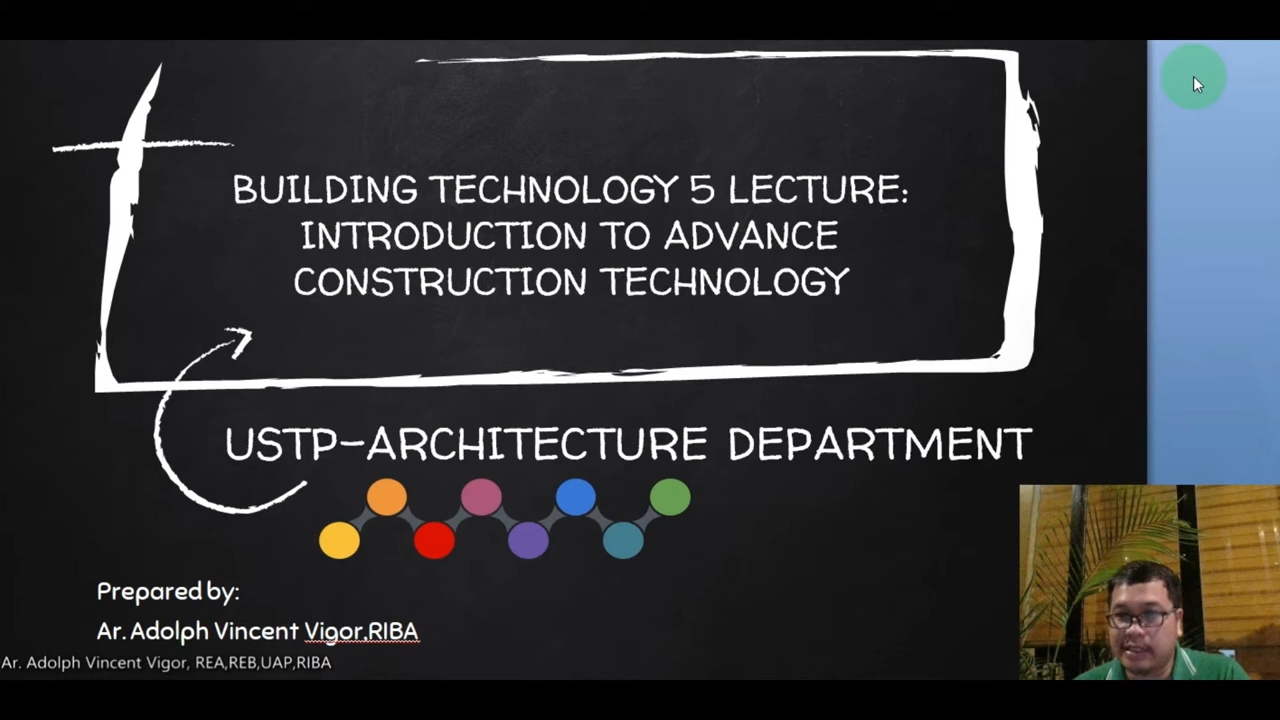 BUILDING TECHNOLOGY 5 LECTURE:
INTRODUCTION TO ADVANCE
CONSTRUCTION TECHNOLOGY
USTP-ARCHITECTURE DEPARTMENT
Prepared by:
Ar. Adolph Vincent Vigor,RIBA
Ar. Adolph Vincent Vigor, REA,REB,UAP,RIBA